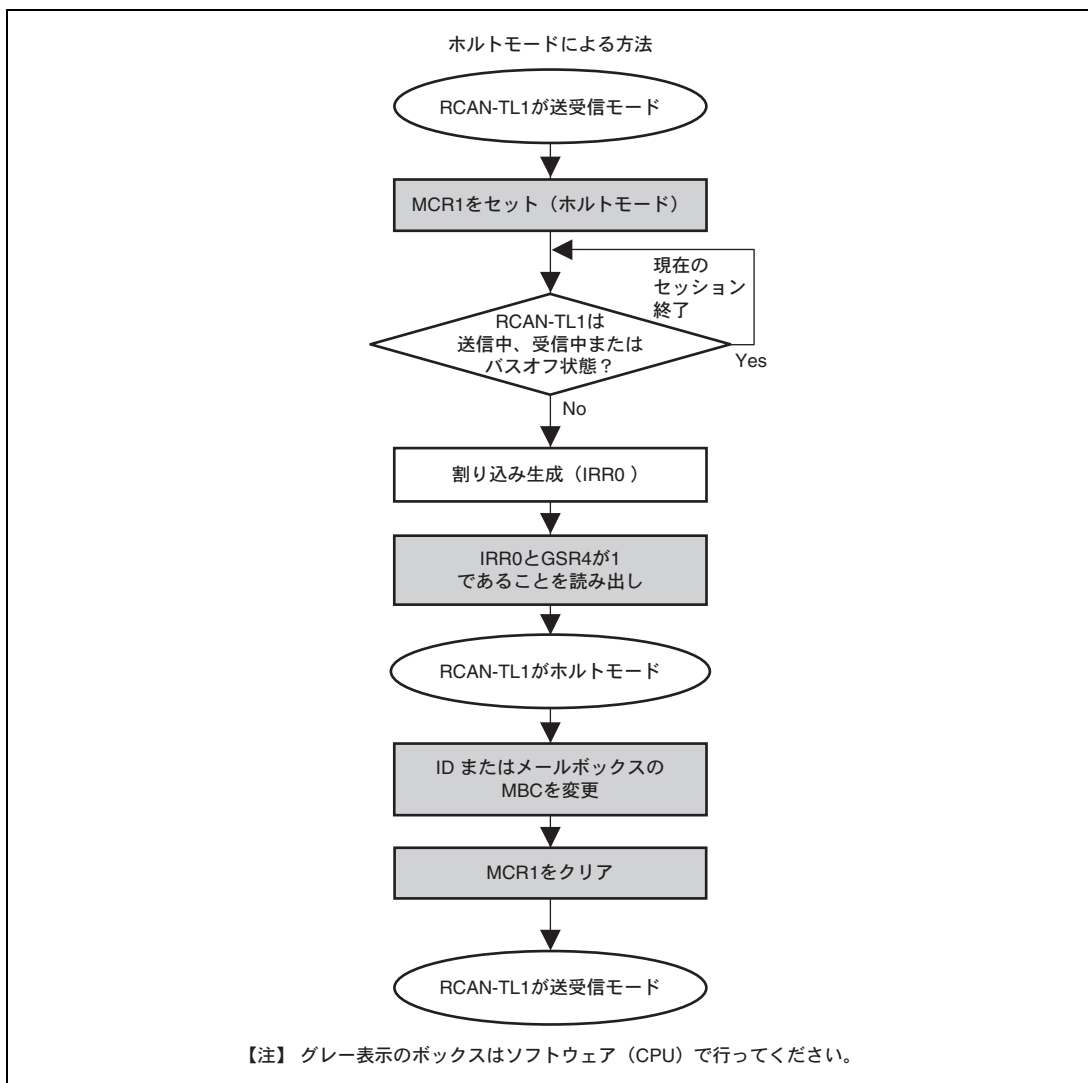 ホルトモードによる方法
RCAN-TL1が送受信モード
MCR1をセット（ホルトモード）
現在の
セッション
終了
RCAN-TL1は
送信中、受信中または
バスオフ状態？
Yes
No
割り込み生成（IRR0 ）
IRR0とGSR4が1
であることを読み出し
RCAN-TL1がホルトモード
ID またはメールボックスの
MBCを変更
MCR1をクリア
RCAN-TL1が送受信モード
【注】 グレー表示のボックスはソフトウェア（CPU）で行ってください。